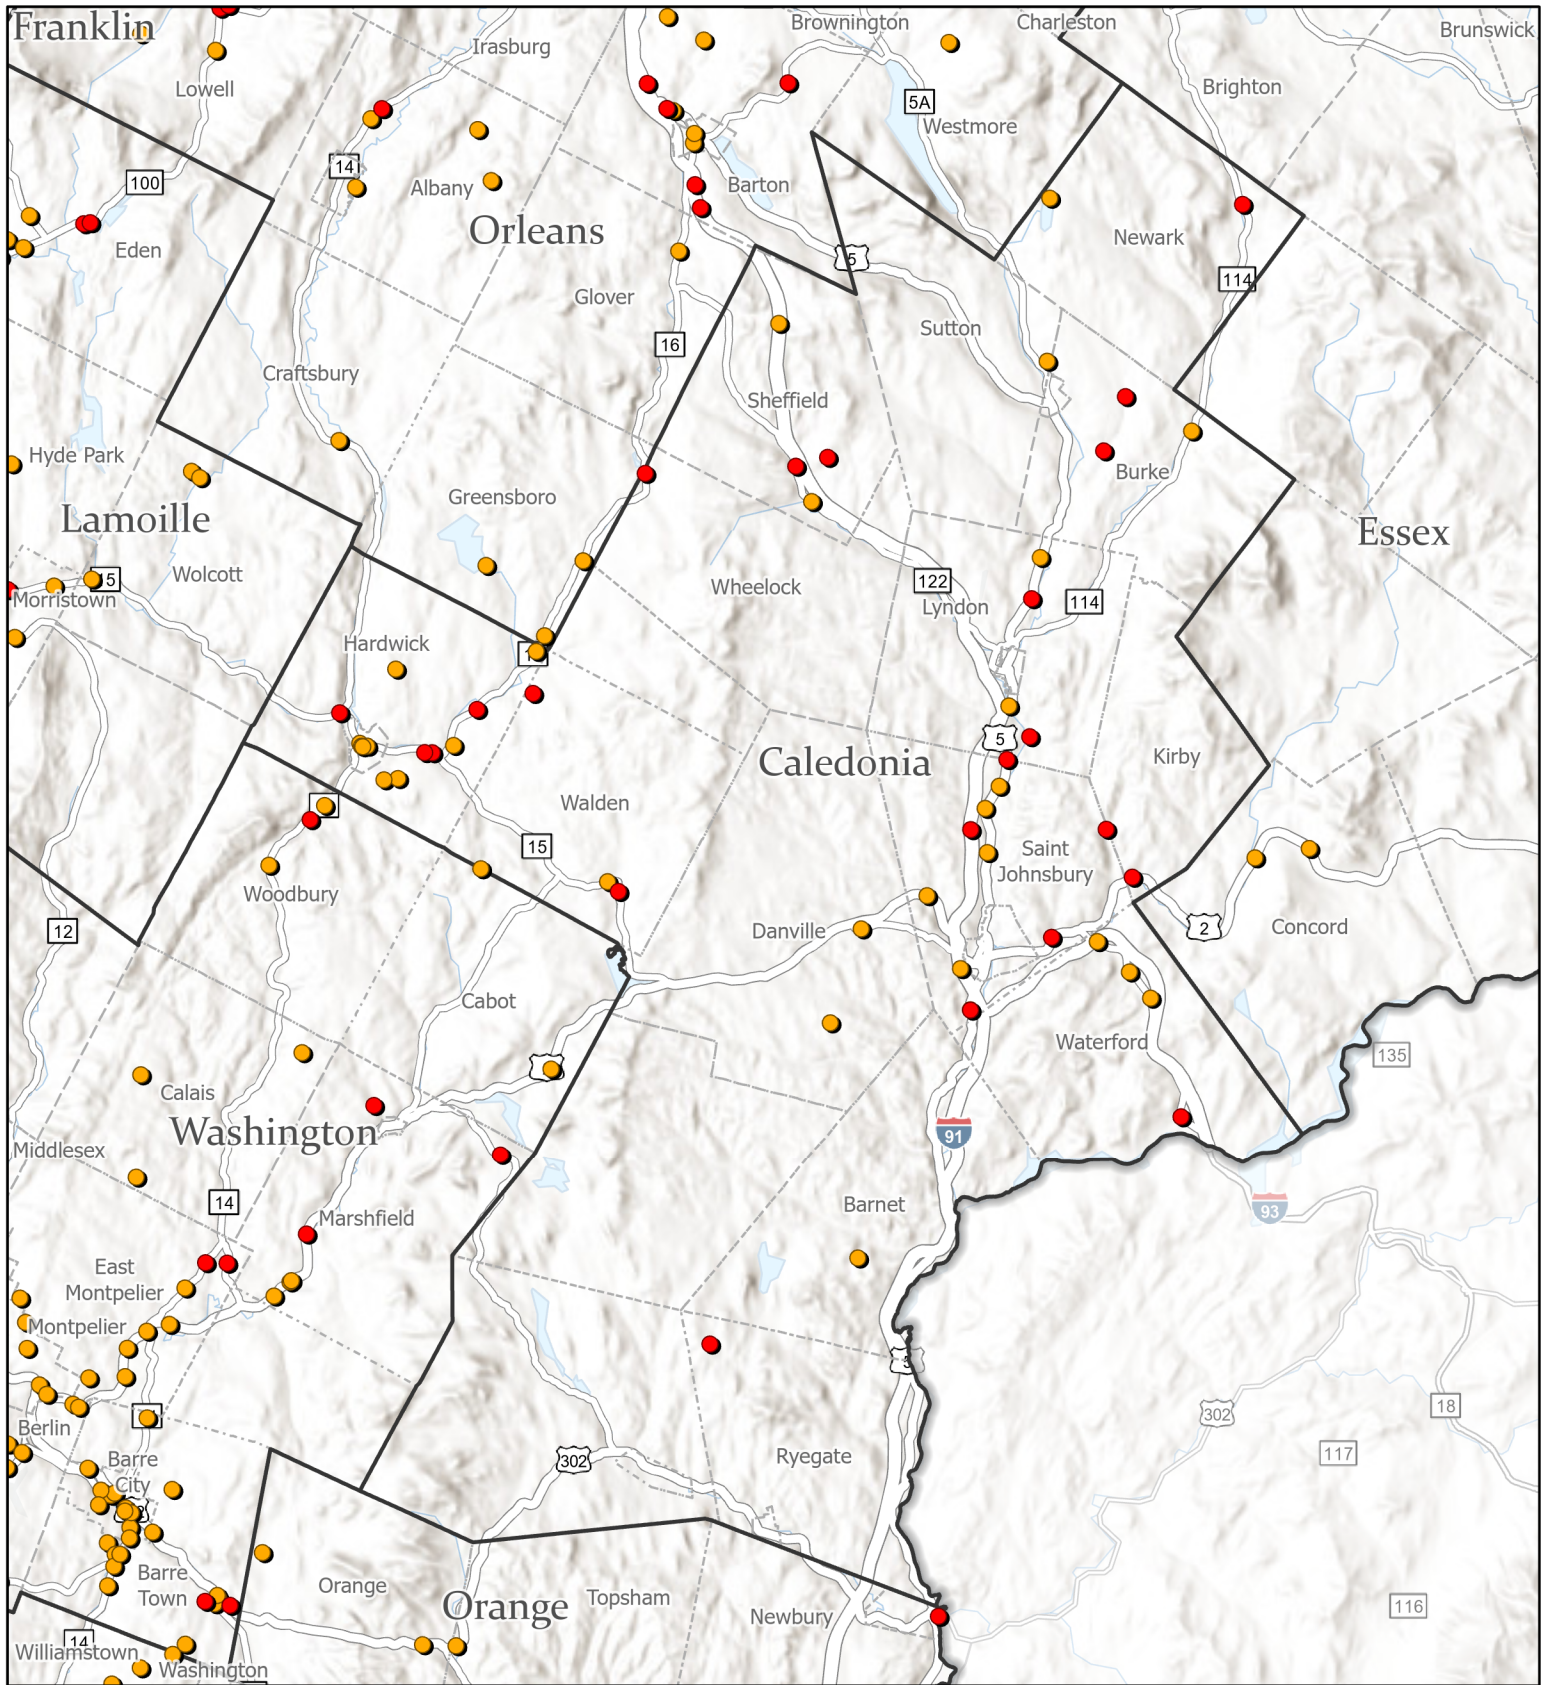 Franklin
Brownington
Charleston
Brunswick
Irasburg
Lowell
Brighton
5A
Westmore
14
100
Albany
Barton
Orleans
Newark
Eden
5
114
Glover
Sutton
16
Craftsbury
Sheffield
Hyde Park
Burke
Greensboro
Lamoille
Essex
Wolcott
15
122
Wheelock
Morristown
Lyndon
114
Hardwick
5
Caledonia
Kirby
Walden
15
Saint
Johnsbury
Woodbury
12
Danville
2
Concord
Cabot
Waterford
135
Calais
Washington
91
Middlesex
14
Barnet
93
Marshfield
East
Montpelier
Montpelier
302
18
Berlin
Ryegate
117
302
Barre
City
Barre
Town
Orange
Orange
Topsham
Newbury
116
14
Williamstown
Washington